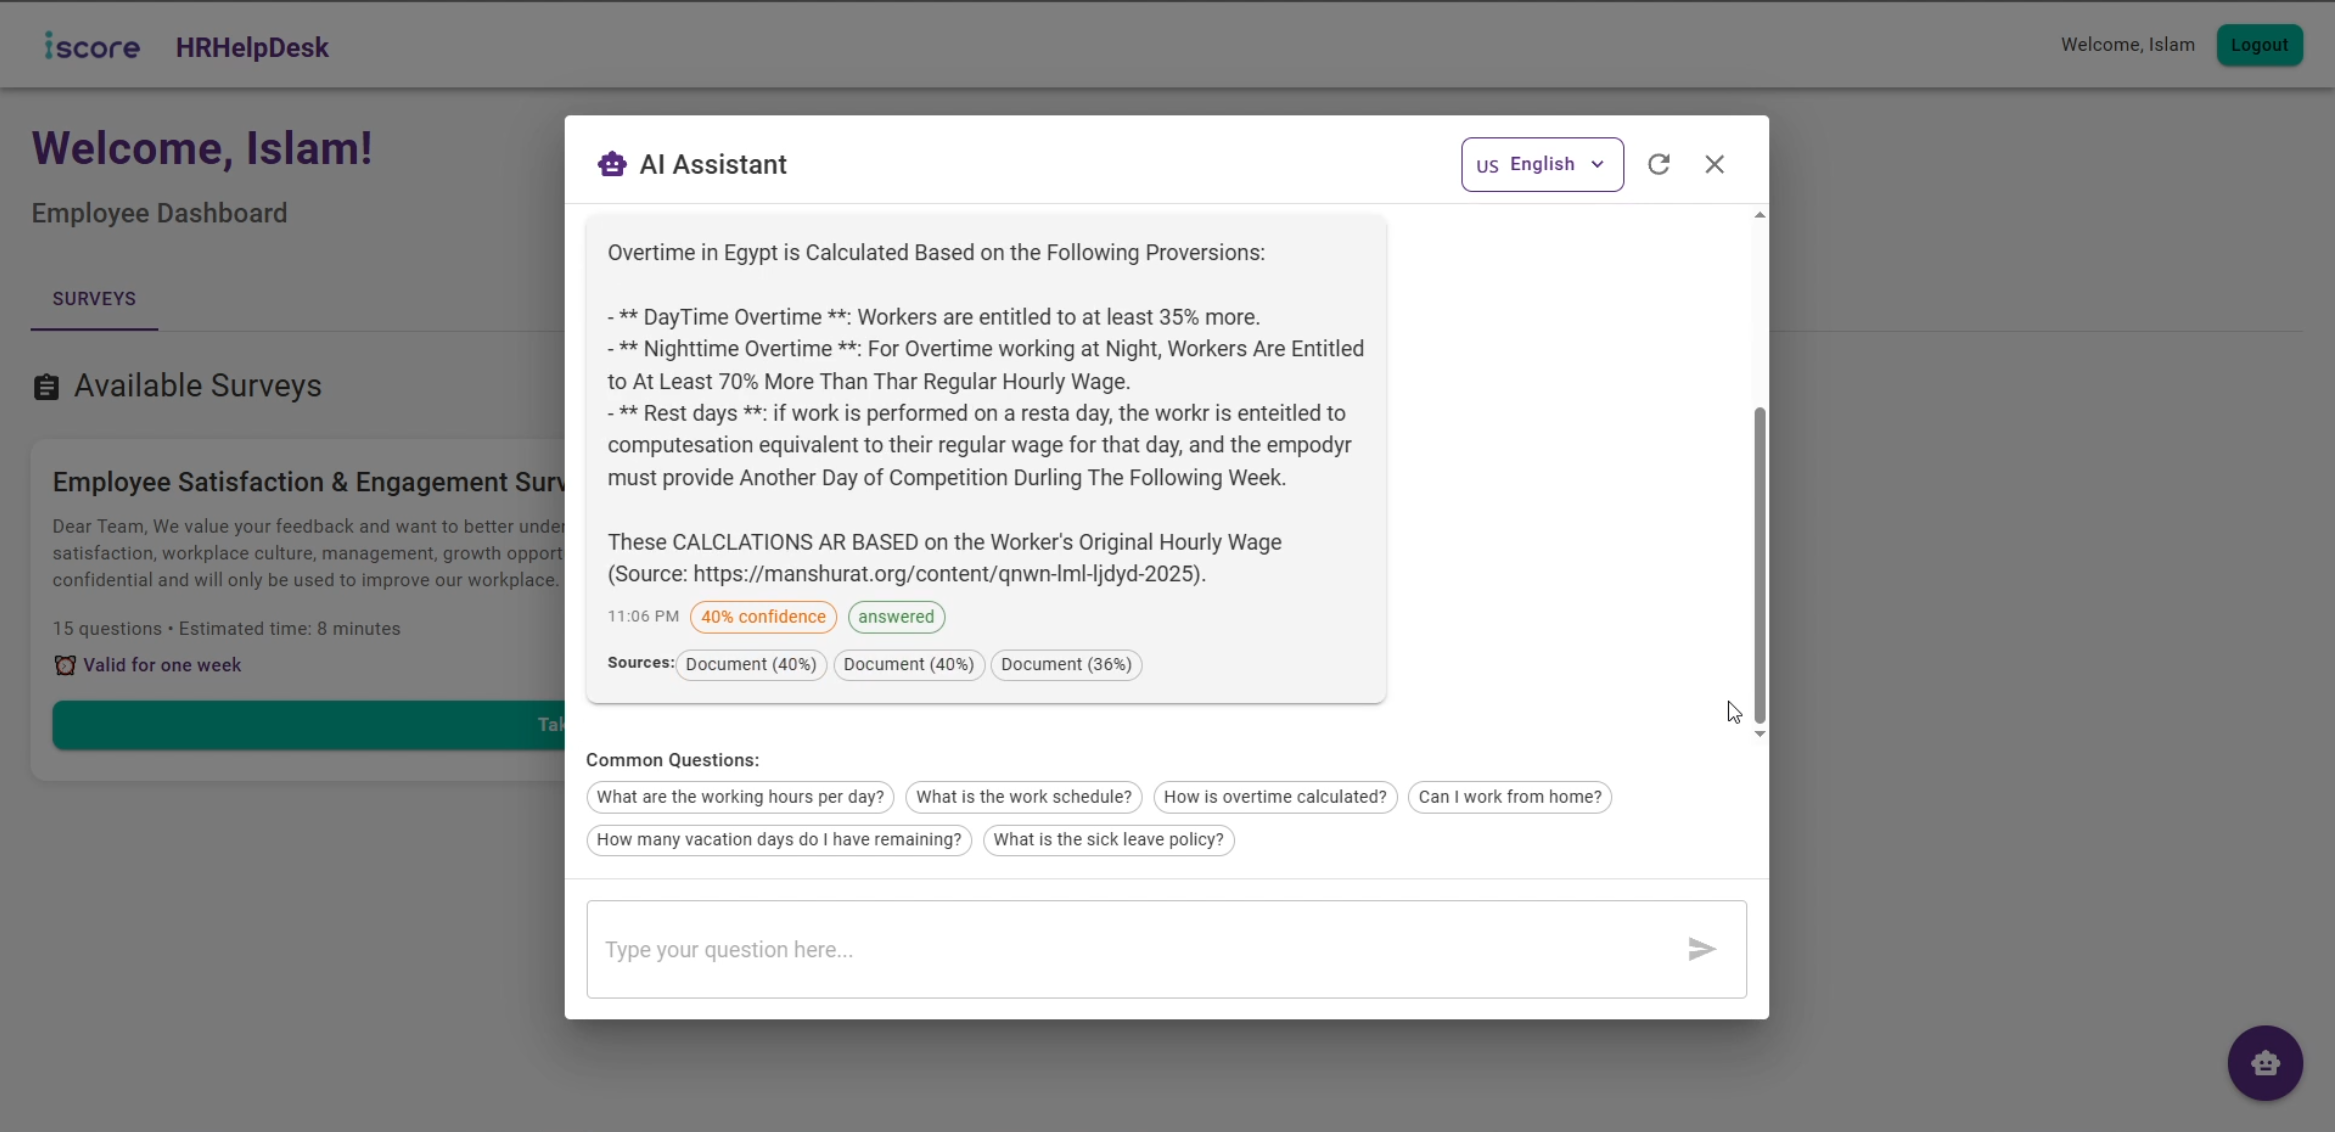 iscore HRHelpDesk
Welcome, Islam Logout
Welcome, Islam!
Employee Dashboard
SURVEYS
Available Surveys
Employee Satisfaction & Engagement Surv
Dear Team, We value your feedback and want to better unde
satisfaction, workplace culture, management, growth opport
confidential and will only be used to improve our workplace.
15 questions • Estimated time: 8 minutes
Valid for one week
Tak
AI Assistant
US English
Overtime in Egypt is Calculated Based on the Following Proversions:
- ** DayTime Overtime **: Workers are entitled to at least 35% more.
- ** Nighttime Overtime **: For Overtime working at Night, Workers Are Entitled
to At Least 70% More Than Thar Regular Hourly Wage.
- ** Rest days **: if work is performed on a resta day, the workr is enteitled to
computesation equivalent to their regular wage for that day, and the empodyr
must provide Another Day of Competition Durling The Following Week.
These CALCLATIONS AR BASED on the Worker's Original Hourly Wage
(Source: https://manshurat.org/content/qnwn-lml-ljdyd-2025).
11:06 PM 40% confidence answered
Sources: Document (40%) Document (40%) Document (36%)
Common Questions:
What are the working hours per day? What is the work schedule? How is overtime calculated? Can I work from home?
How many vacation days do I have remaining? What is the sick leave policy?
Type your question here...